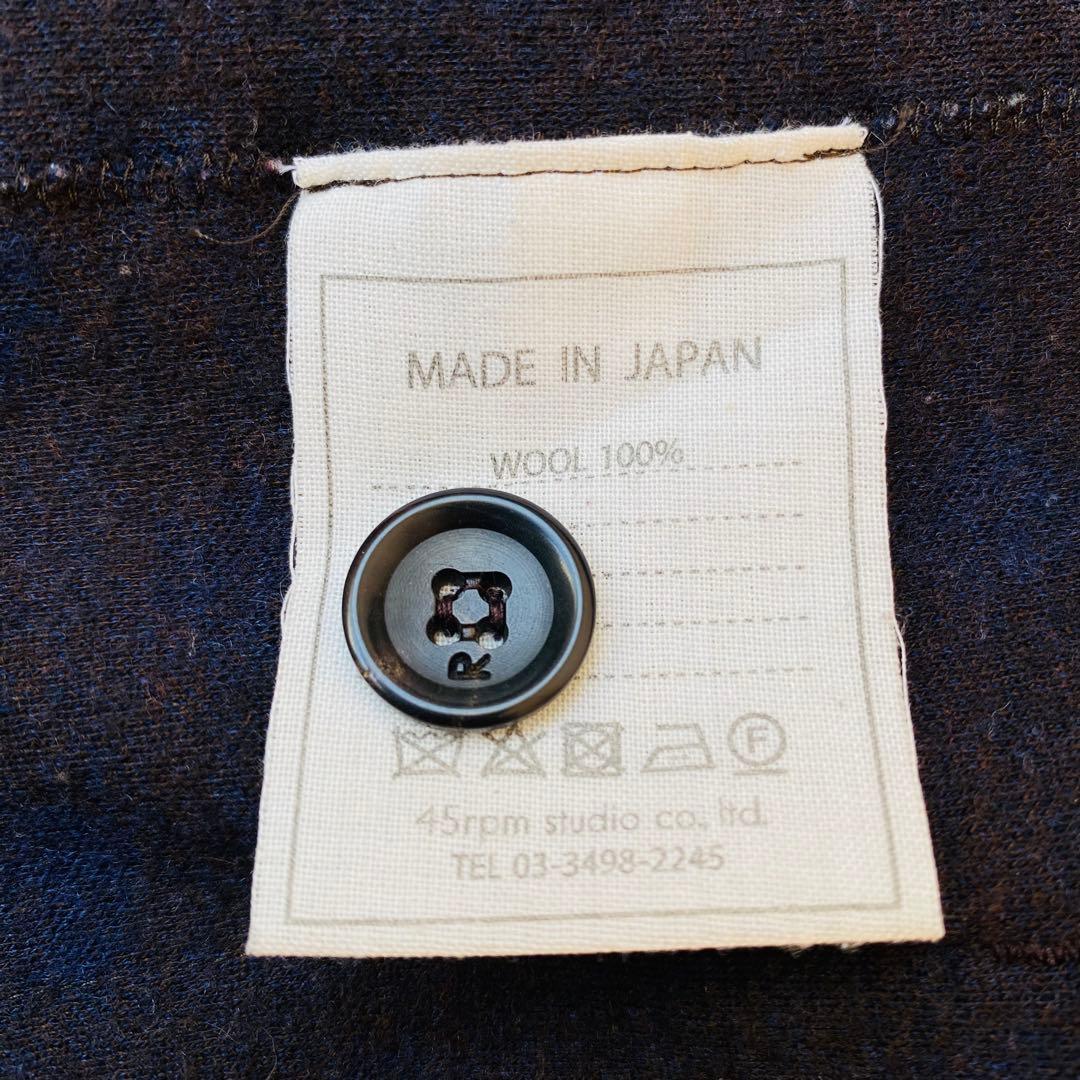 MADE IN JAPAN
WOOL 100%
R
F
45rpm studio co., ltd.
TEL 03-3498-2245